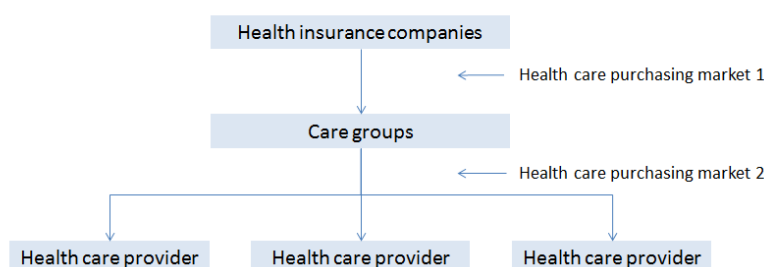 Health insurance companies
Health care purchasing market 1
Care groups
Health care purchasing market 2
Health care provider
Health care provider
Health care provider